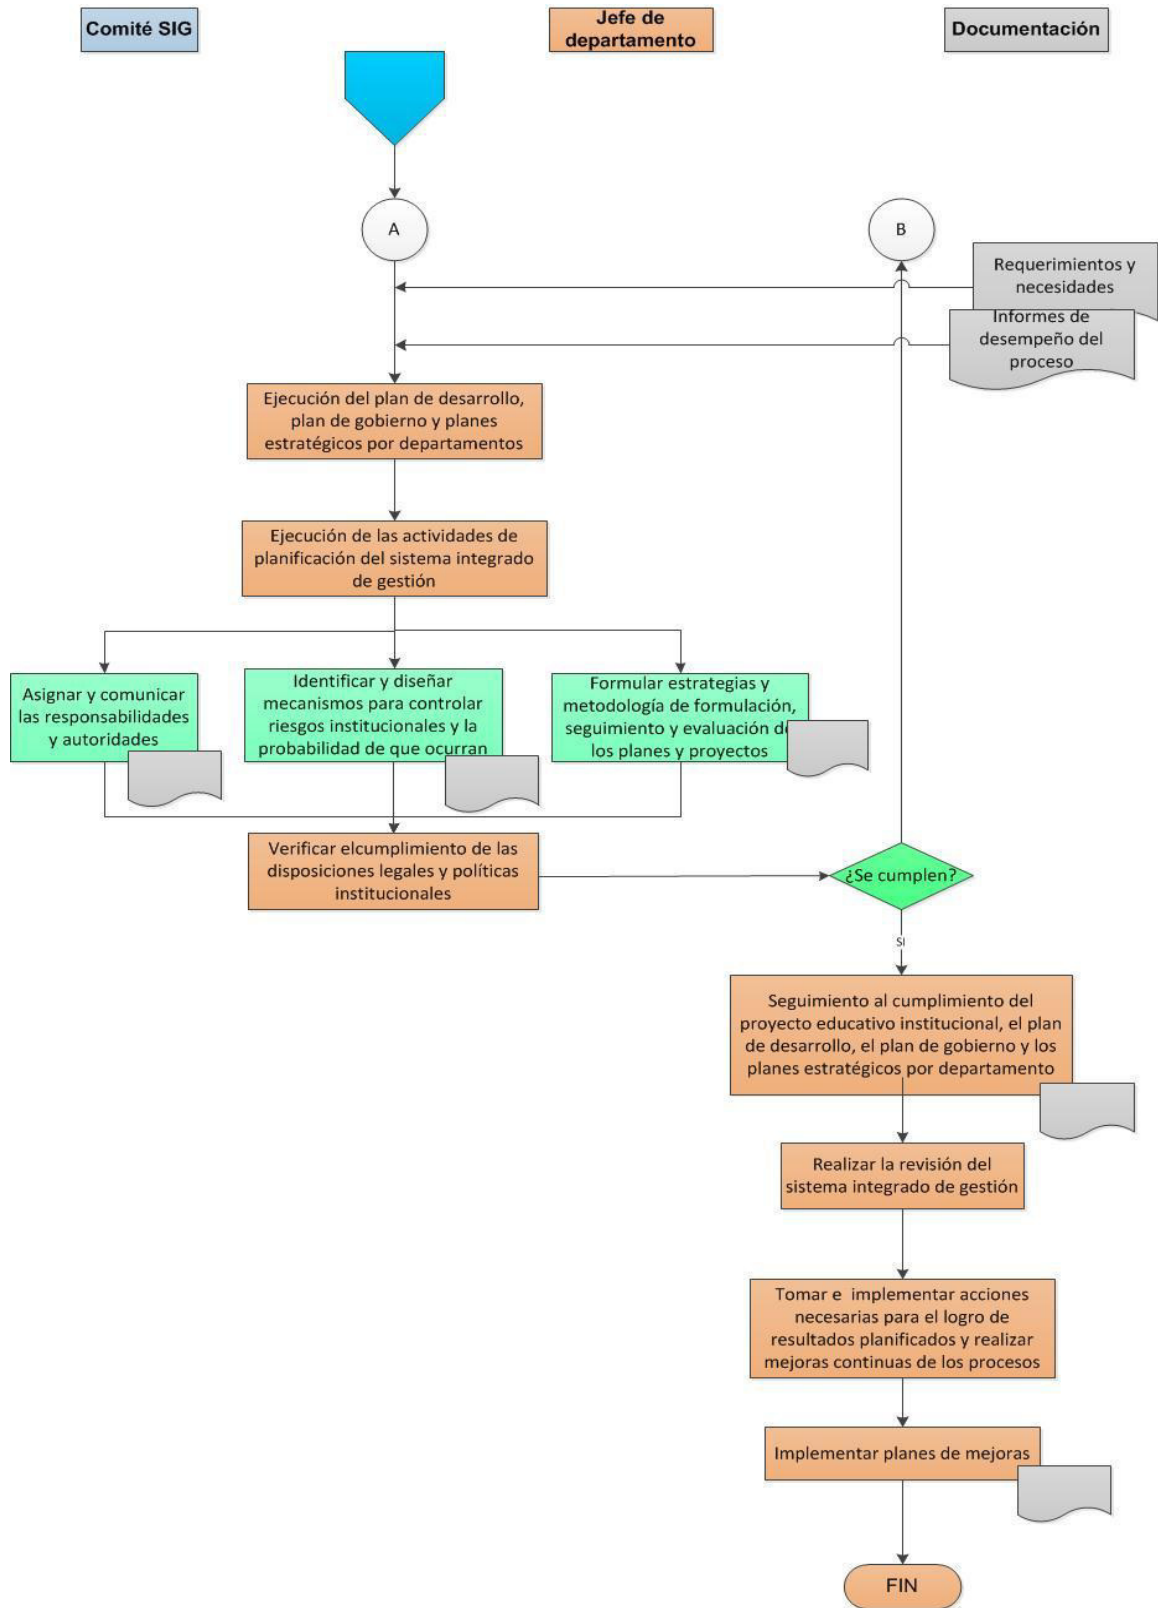 Comité SIG
Jefe de
departamento
Documentación
A
B
Requerimientos y
necesidades
Informes de
desempeño del
proceso
Ejecución del plan de desarrollo,
plan de gobierno y planes
estratégicos por departamentos
Ejecución de las actividades de
planificación del sistema integrado
de gestión
Asignar y comunicar
las responsabilidades
y autoridades
Identificar y diseñar
mecanismos para controlar
riesgos institucionales y la
probabilidad de que ocurran
Formular estrategias y
metodología de formulación,
seguimiento y evaluación de
los planes y proyectos
Verificar elcumplimiento de las
disposiciones legales y políticas
institucionales
¿Se cumplen?
SI
Seguimiento al cumplimiento del
proyecto educativo institucional, el plan
de desarrollo, el plan de gobierno y los
planes estratégicos por departamento
Realizar la revisión del
sistema integrado de gestión
Tomar e  implementar acciones
necesarias para el logro de
resultados planificados y realizar
mejoras continuas de los procesos
Implementar planes de mejoras
FIN